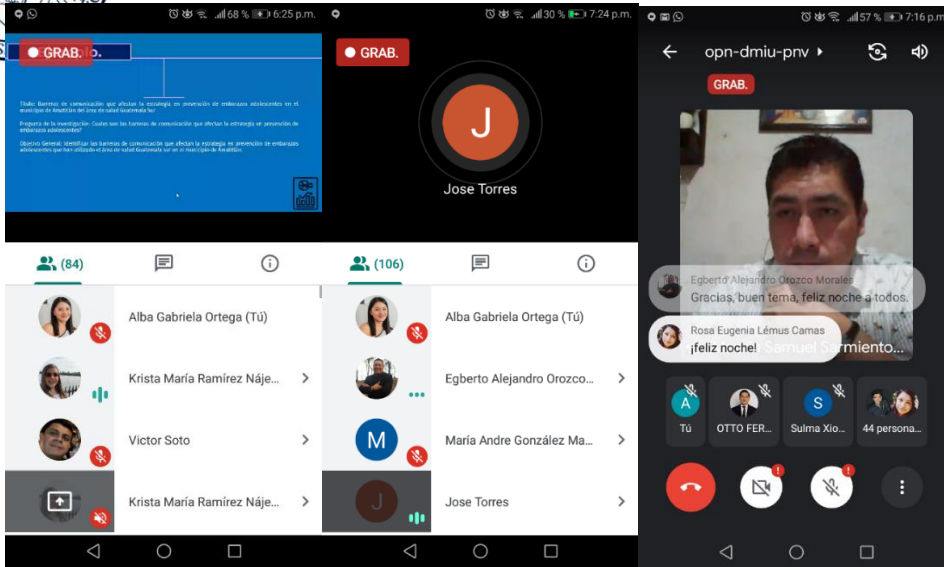 68 % 6:25 p.m.
GRAB. lo.
Título: Barreras de comunicación que afectan la estrategia en prevención de embarazos adolescentes en el
municipio de Amatitlán del área de salud Guatemala Sur
Pregunta de la investigación: Cuales son las barreras de comunicación que afectan la estrategia en prevención de
embarazos adolescentes?
Objetivo General: Identificar las barreras de comunicación que afectan la estrategia en prevención de embarazos
adolescentes que han utilizado el área de salud Guatemala sur en el municipio de Amatitlán.
(84)
Alba Gabriela Ortega (Tú)
Krista María Ramírez Náje...
Victor Soto
Krista María Ramírez Náje...
30 % 7:24 p.m.
GRAB.
J
Jose Torres
(106)
Alba Gabriela Ortega (Tú)
Egberto Alejandro Orozco...
M
María Andre González Ma...
J
Jose Torres
57 % 7:16 p.m
opn-dmiu-pnv
GRAB.
Egberto Alejandro Orozco Morales
Gracias, buen tema, feliz noche a todos.
Rosa Eugenia Lémus Camas
¡feliz noche!
Samuel Sarmiento...
A
S
Tú
OTTO FER...
Sulma Xio...
44 persona...